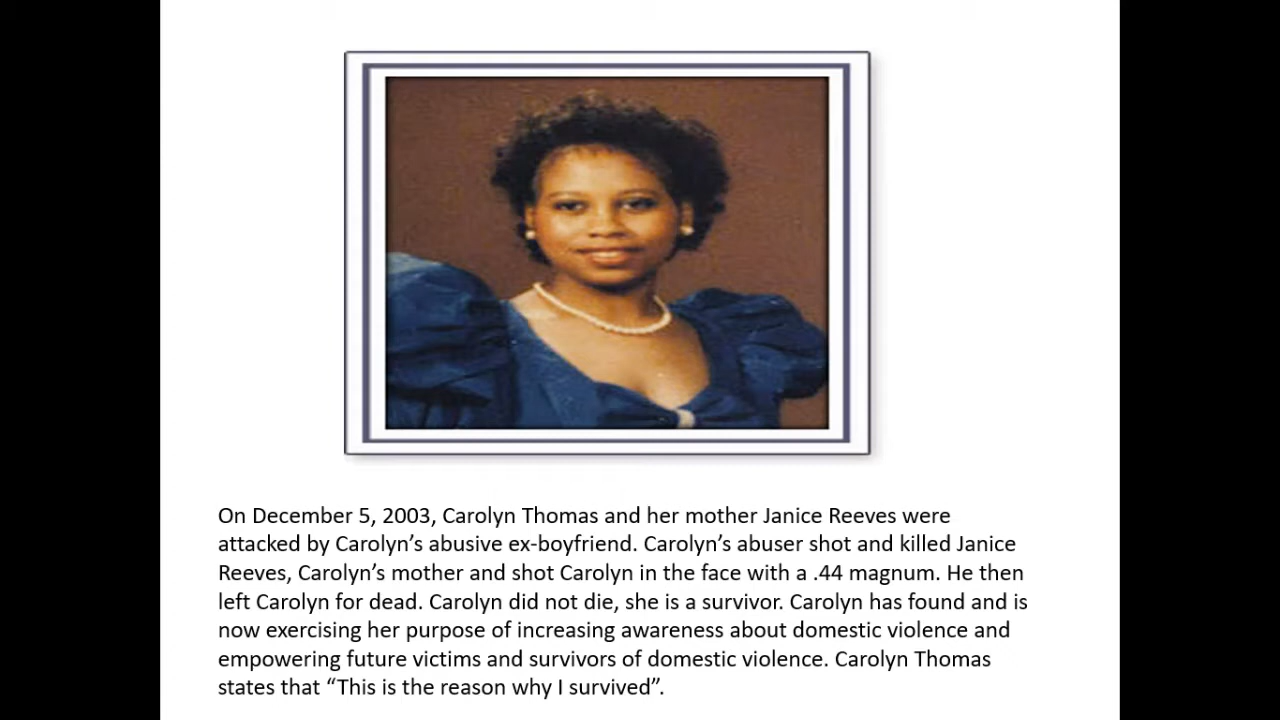 On December 5, 2003, Carolyn Thomas and her mother Janice Reeves were
attacked by Carolyn’s abusive ex-boyfriend. Carolyn’s abuser shot and killed Janice
Reeves, Carolyn’s mother and shot Carolyn in the face with a .44 magnum. He then
left Carolyn for dead. Carolyn did not die, she is a survivor. Carolyn has found and is
now exercising her purpose of increasing awareness about domestic violence and
empowering future victims and survivors of domestic violence. Carolyn Thomas
states that “This is the reason why I survived”.